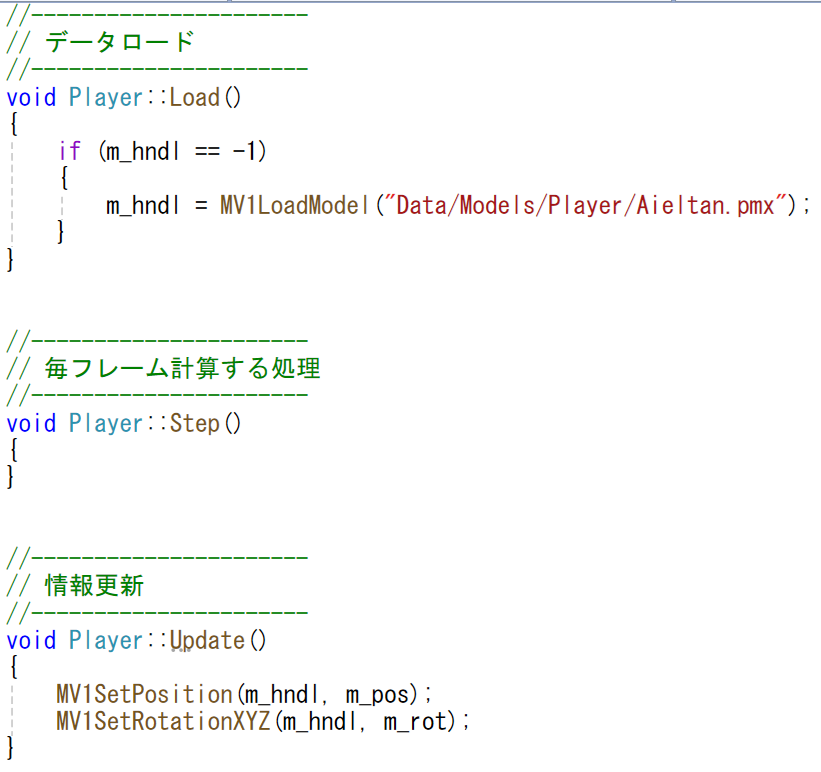 //----------------------
// データロード
//----------------------
void Player::Load()
{
    if (m_hndl == -1)
    {
        m_hndl = MV1LoadModel("Data/Models/Player/Aieltan.pmx");
    }
}
//----------------------
// 毎フレーム計算する処理
//----------------------
void Player::Step()
{
}
//----------------------
// 情報更新
//----------------------
void Player::Update()
{
    MV1SetPosition(m_hndl, m_pos);
    MV1SetRotationXYZ(m_hndl, m_rot);
}